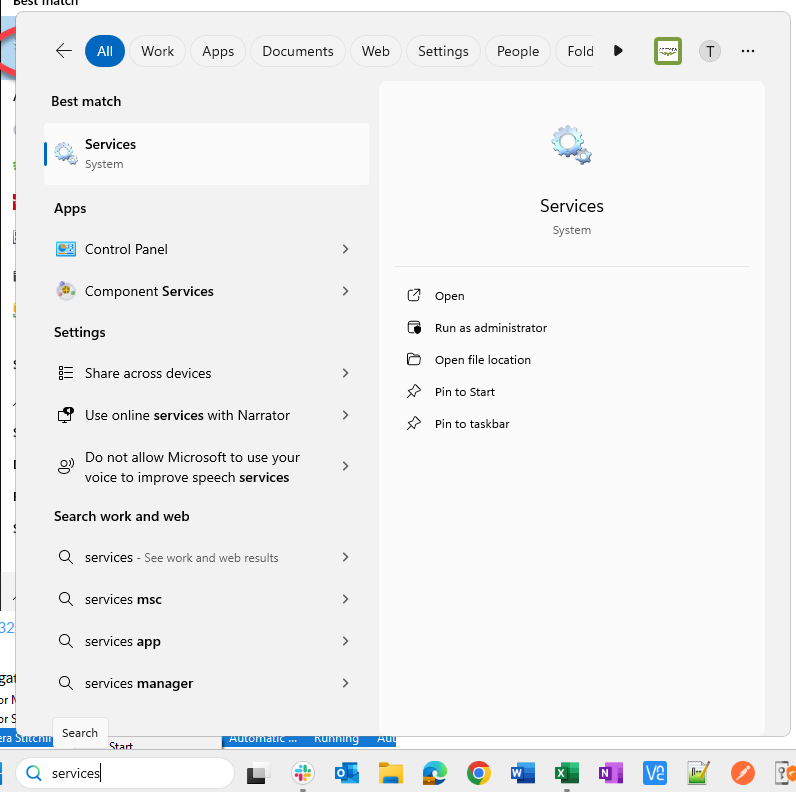 Best match
All Work Apps Documents Web Settings People Fold T
Best match
Services
System
Apps
Control Panel
Component Services
Settings
Share across devices
Use online services with Narrator
Do not allow Microsoft to use your
voice to improve speech services
Search work and web
services - See work and web results
services msc
services app
services manager
Services
System
Open
Run as administrator
Open file location
Pin to Start
Pin to taskbar
32
Search
Start
Automatic ... Running
services